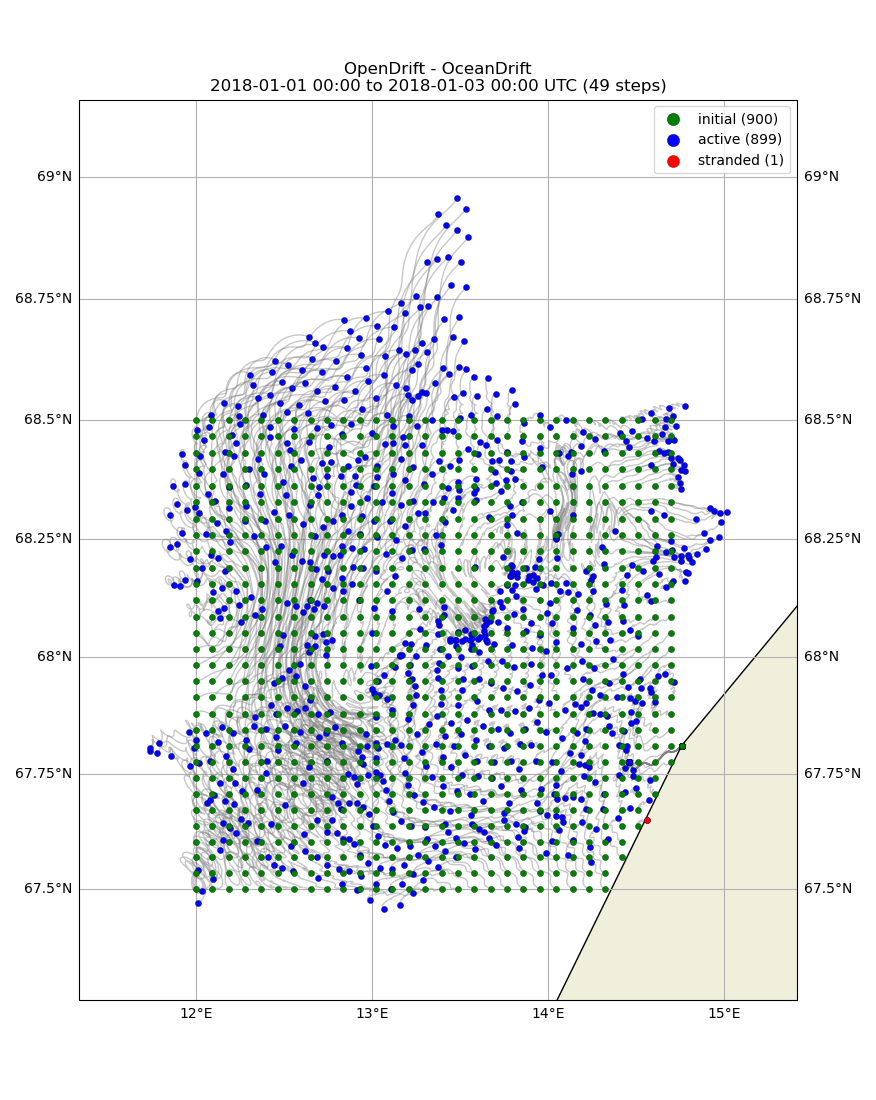 OpenDrift - OceanDrift
2018-01-01 00:00 to 2018-01-03 00:00 UTC (49 steps)
initial (900)
active (899)
stranded (1)
69°N 69°N
68.75°N 68.75°N
68.5°N 68.5°N
68.25°N 68.25°N
68°N 68°N
67.75°N 67.75°N
67.5°N 67.5°N
12°E 13°E 14°E 15°E